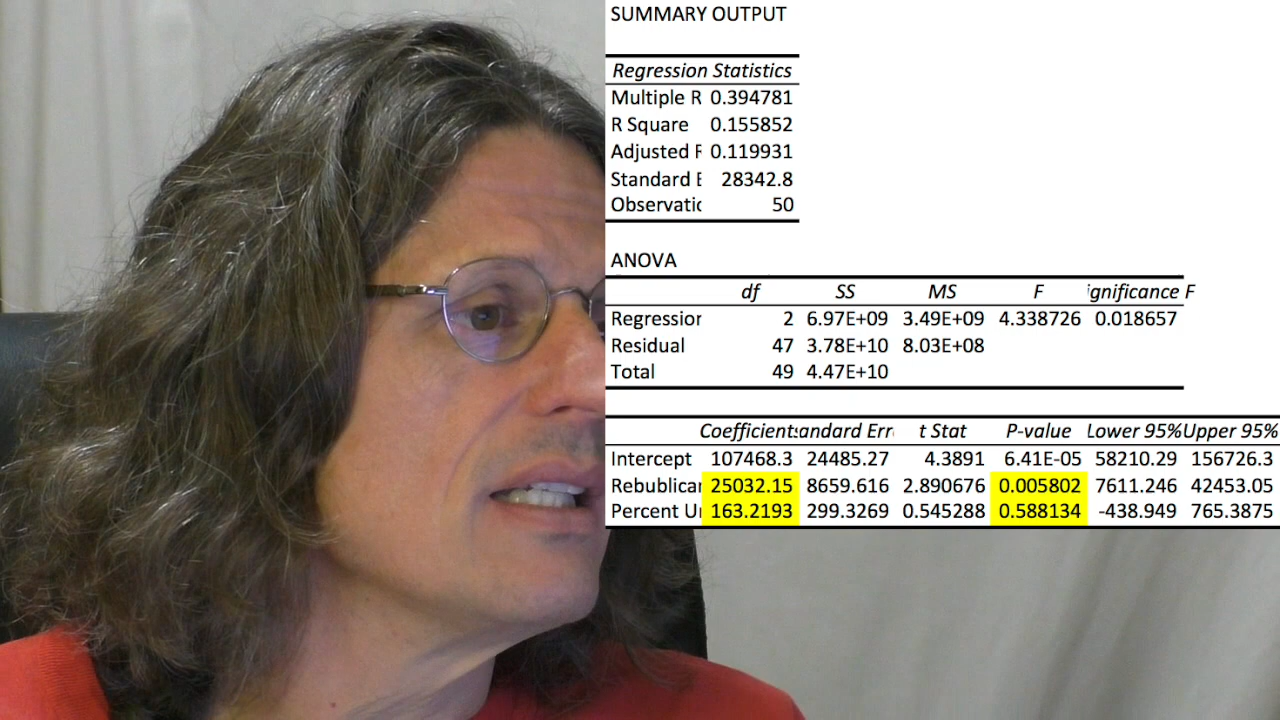 SUMMARY OUTPUT
Regression Statistics
Multiple R 0.394781
R Square 0.155852
Adjusted R 0.119931
Standard E 28342.8
Observatic 50
ANOVA
df SS MS F ignificance F
Regressior 2 6.97E+09 3.49E+09 4.338726 0.018657
Residual 47 3.78E+10 8.03E+08
Total 49 4.47E+10
Coefficients andard Erro t Stat P-value Lower 95% Upper 95%
Intercept 107468.3 24485.27 4.3891 6.41E-05 58210.29 156726.3
Rebublicar 25032.15 8659.616 2.890676 0.005802 7611.246 42453.05
Percent Ur 163.2193 299.3269 0.545288 0.588134 -438.949 765.3875